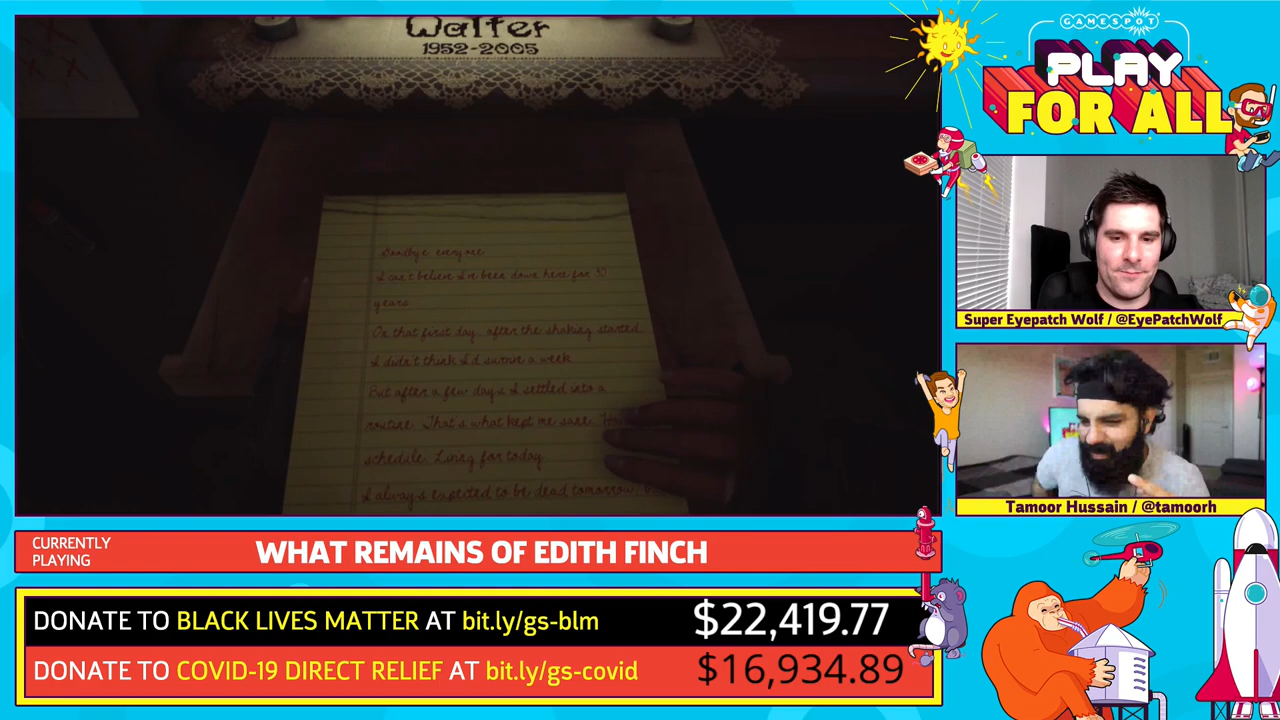 Walter
1952-2005
Goodbye everyone
I can't believe I've been down here for 30
years
On that first day, after the shaking started
I didn't think I'd survive a week
But after a few days I settled into a
routine. That's what kept me sane.
schedule. Living for today
I always expected to be dead tomorrow.
GAMESPOT
PLAY
FOR ALL
Super Eyepatch Wolf / @EyePatchWolf
Tamoor Hussain / @tamoorh
CURRENTLY
PLAYING
WHAT REMAINS OF EDITH FINCH
DONATE TO BLACK LIVES MATTER AT bit.ly/gs-blm $22,419.77
DONATE TO COVID-19 DIRECT RELIEF AT bit.ly/gs-covid $16,934.89